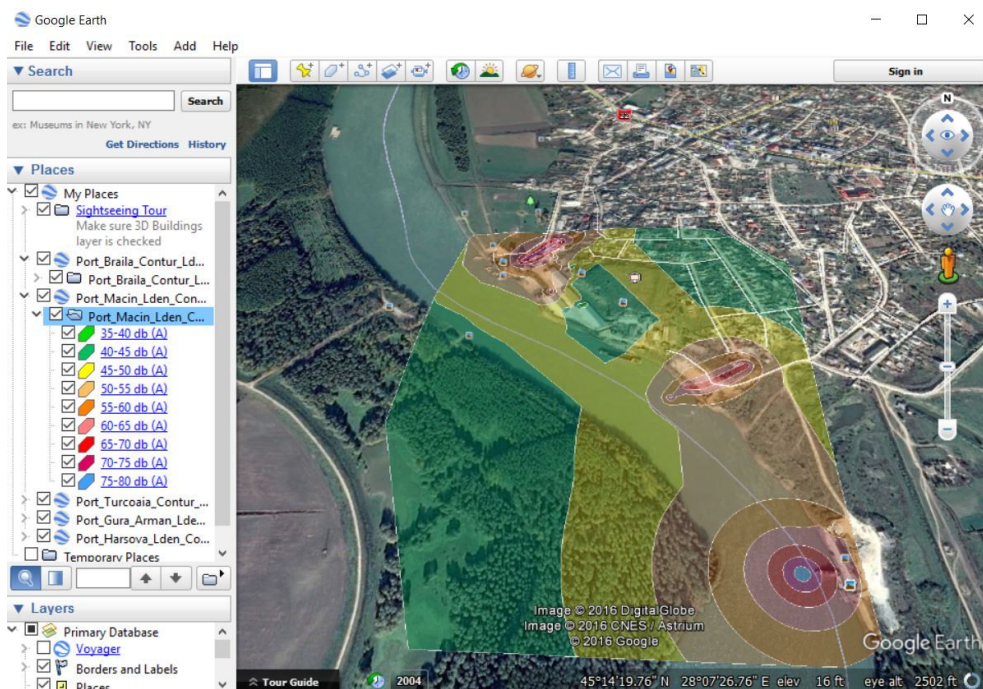 Google Earth
File Edit View Tools Add Help
▼ Search
Sign in
N
Search
ex: Museums in New York, NY
Get Directions History
▼ Places
My Places
Sightseeing Tour
Make sure 3D Buildings
layer is checked
Port_Braila_Contur_Ld...
Port_Braila_Contur_L...
Port_Macin_Lden_Con...
Port_Macin_Lden_C...
35-40 db (A)
40-45 db (A)
45-50 db (A)
50-55 db (A)
55-60 db (A)
60-65 db (A)
65-70 db (A)
70-75 db (A)
75-80 db (A)
Port_Turcoaia_Contur_...
Port_Gura_Arman_Lde...
Port_Harsova_Lden_Co...
Temporary Places
▼ Layers
Primary Database
Voyager
Borders and Labels
Places
Image © 2016 DigitalGlobe
Image © 2016 CNES / Astrium
© 2016 Google
Google Earth
Tour Guide 2004 45°14'19.76" N 28°07'26.76" E elev 16 ft eye alt 2502 ft